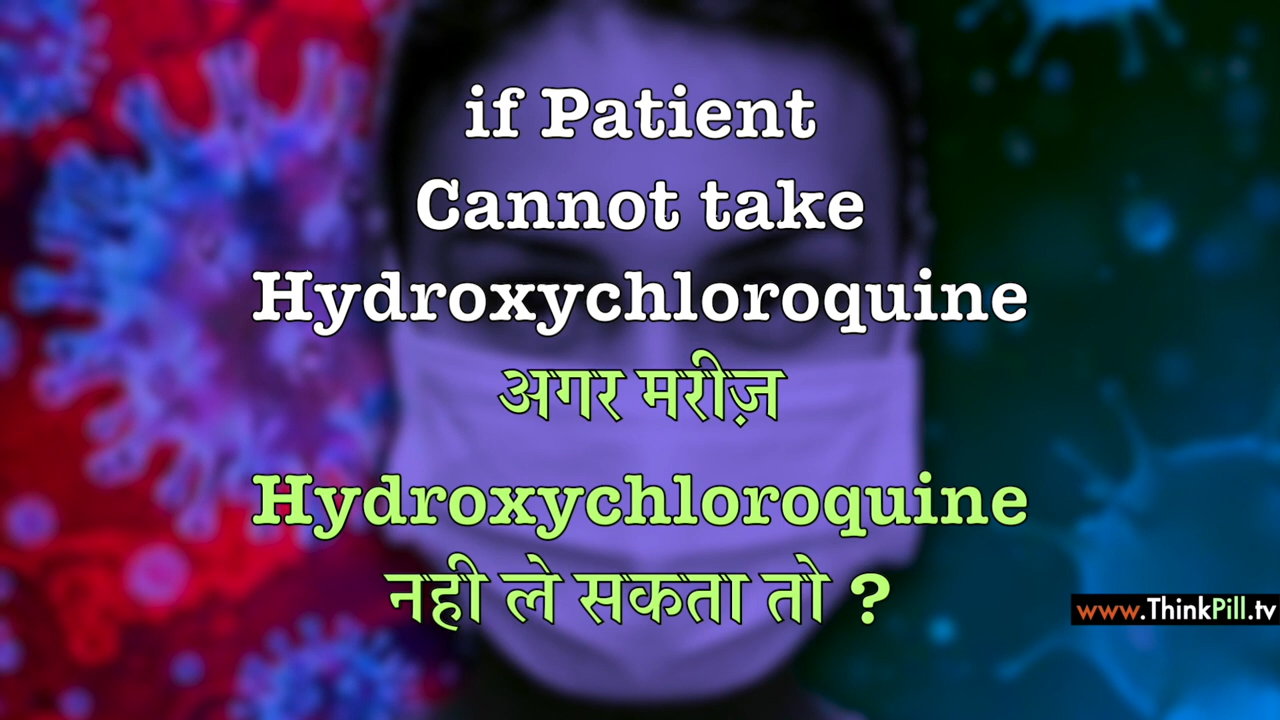 if Patient
Cannot take
Hydroxychloroquine
अगर मरीज़
Hydroxychloroquine
नही ले सकता तो ?
www.ThinkPill.tv